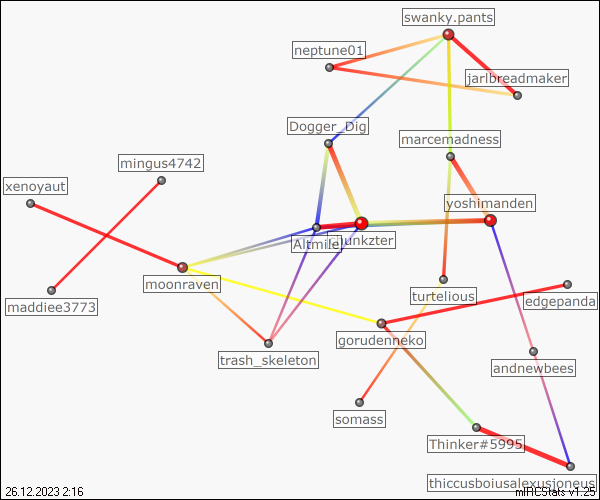 swanky.pants
neptune01
jarlbreadmaker
Dogger_Dig
marcemadness
mingus4742
xenoyaut
yoshimanden
Altmile
junkzter
moonraven
turtelious
edgepanda
maddiee3773
gorudenneko
trash_skeleton
andnewbees
somass
Thinker#5995
thiccusboiusalexusjoneus
26.12.2023 2:16
mIRCStats v1.25